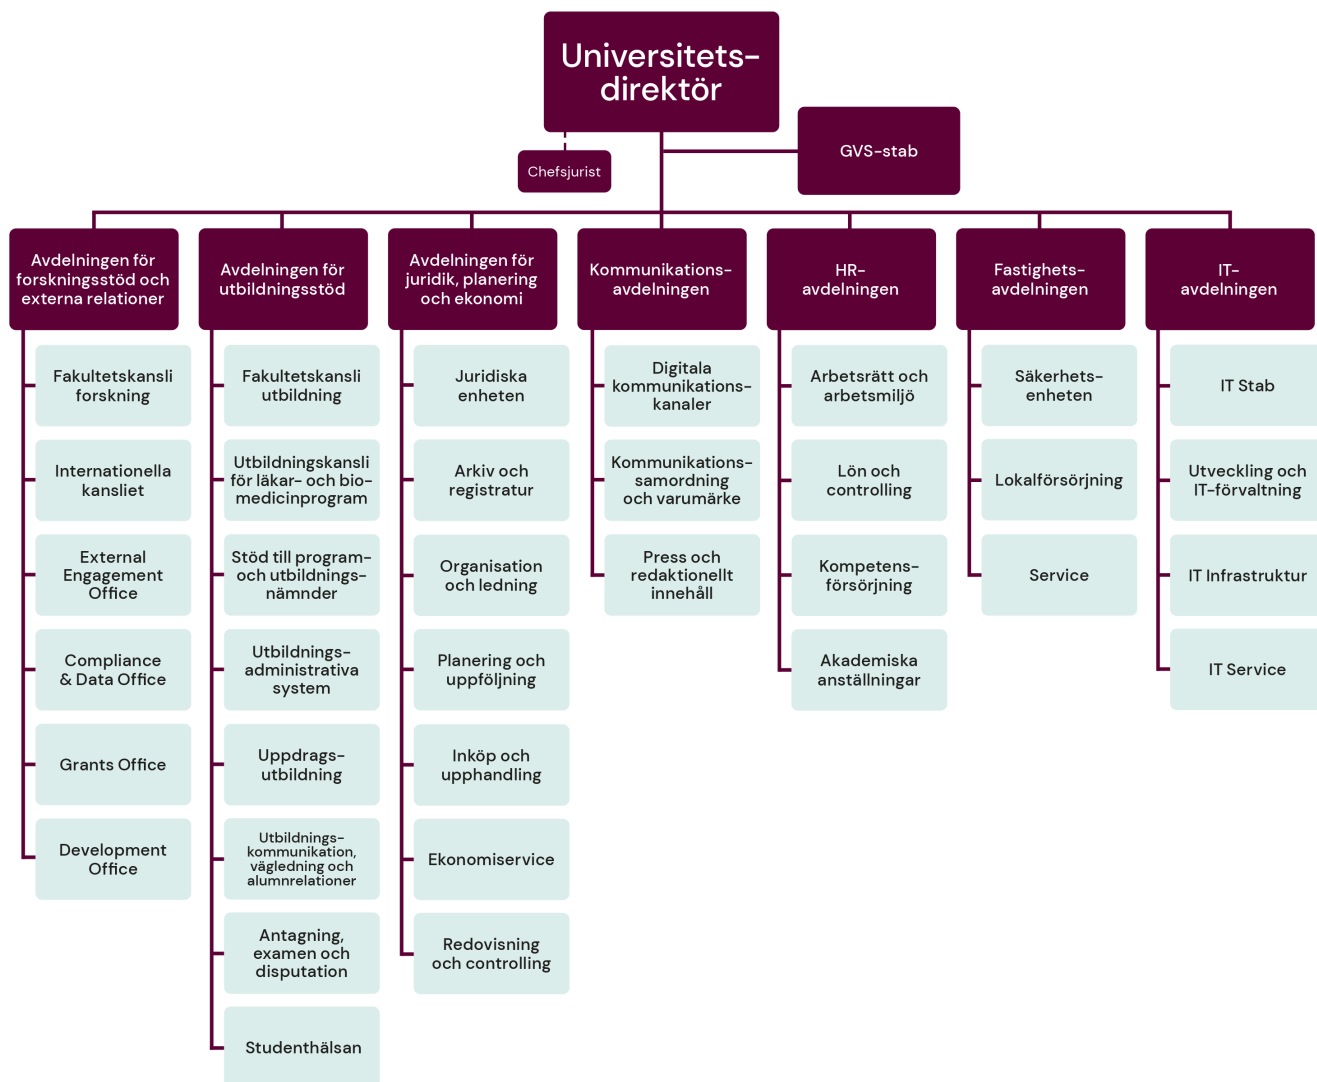 Universitets-
direktör
GVS-stab
Chefsjurist
Avdelningen för
forskningsstöd och
externa relationer
Avdelningen för
utbildningsstöd
Avdelningen för
juridik, planering
och ekonomi
Kommunikations-
avdelningen
HR-
avdelningen
Fastighets-
avdelningen
IT-
avdelningen
Fakultetskansli
forskning
Internationella
kansliet
External
Engagement
Office
Compliance
& Data Office
Grants Office
Development
Office
Fakultetskansli
utbildning
Utbildningskansli
för läkar- och bio-
medicinprogram
Stöd till program-
och utbildnings-
nämnder
Utbildnings-
administrativa
system
Uppdrags-
utbildning
Utbildnings-
kommunikation,
vägledning och
alumnrelationer
Antagning,
examen och
disputation
Studenthälsan
Juridiska
enheten
Arkiv och
registratur
Organisation
och ledning
Planering och
uppföljning
Inköp och
upphandling
Ekonomiservice
Redovisning
och controlling
Digitala
kommunikations-
kanaler
Kommunikations-
samordning
och varumärke
Press och
redaktionellt
innehåll
Arbetsrätt och
arbetsmiljö
Lön och
controlling
Kompetens-
försörjning
Akademiska
anställningar
Säkerhets-
enheten
Lokalförsörjning
Service
IT Stab
Utveckling och
IT-förvaltning
IT Infrastruktur
IT Service